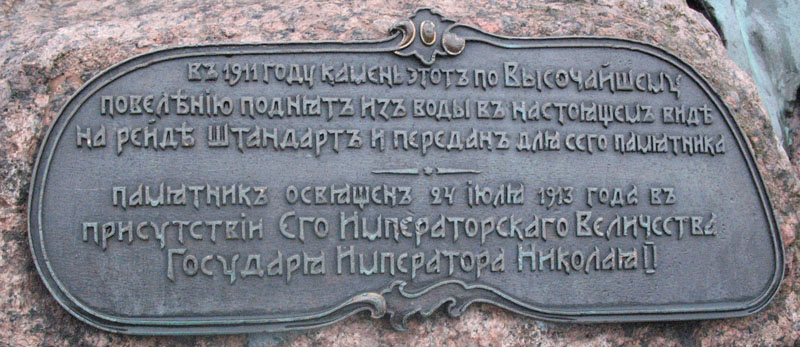 Въ 1911 году камень этотъ по Высочайшему
повелѣнію поднятъ изъ воды въ настоящемъ видѣ
на рейдѣ Штандартъ и переданъ для сего памятника
Памятникъ освященъ 24 іюля 1913 года въ
присутствіи Его Императорскаго Величества
Государя Императора Николая II